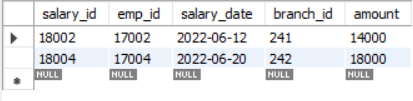 salary_id emp_id salary_date branch_id amount
18002 17002 2022-06-12 241 14000
18004 17004 2022-06-20 242 18000
NULL NULL NULL NULL NULL